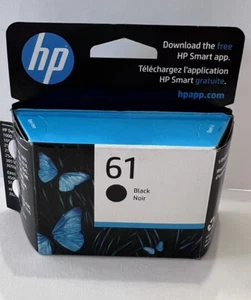 hp
Download the free
HP Smart app.
Téléchargez l'application
HP Smart gratuite.
hpapp.com
61
Black
Noir